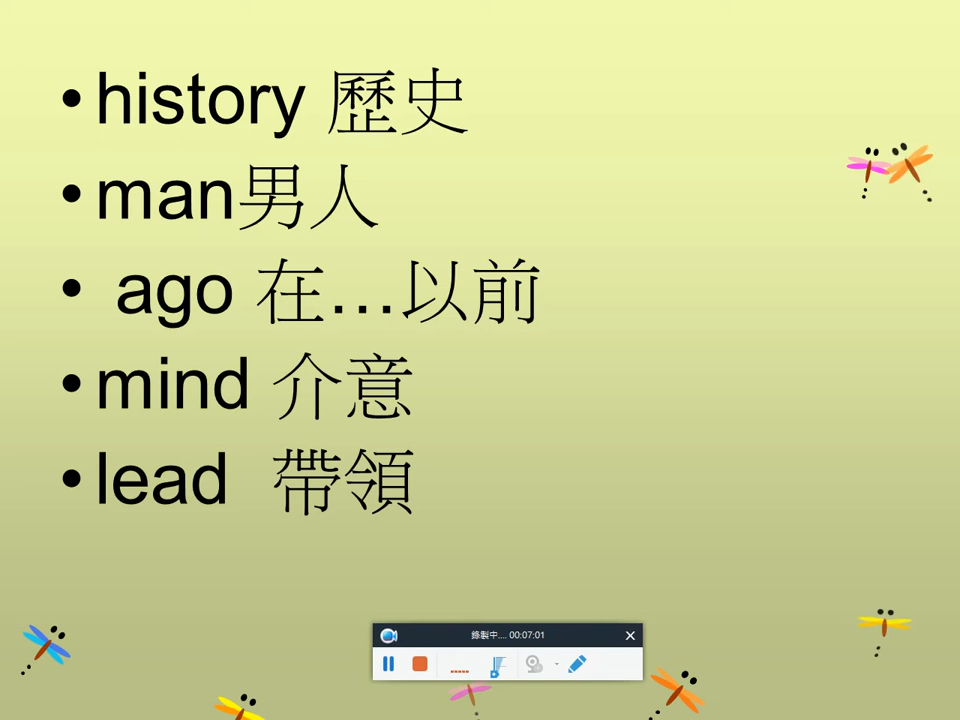 •history 歷史
•man男人
• ago 在…以前
•mind 介意
•lead 帶領
錄製中.... 00:07:01